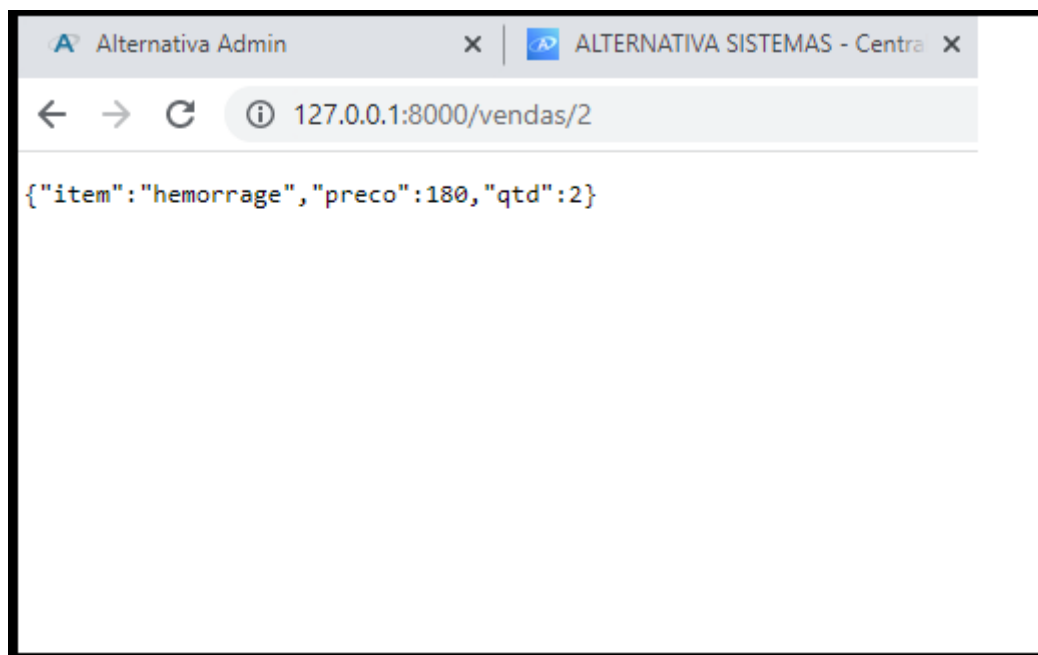 Alternativa Admin
ALTERNATIVA SISTEMAS - Centra
127.0.0.1:8000/vendas/2
{"item":"hemorrage","preco":180,"qtd":2}